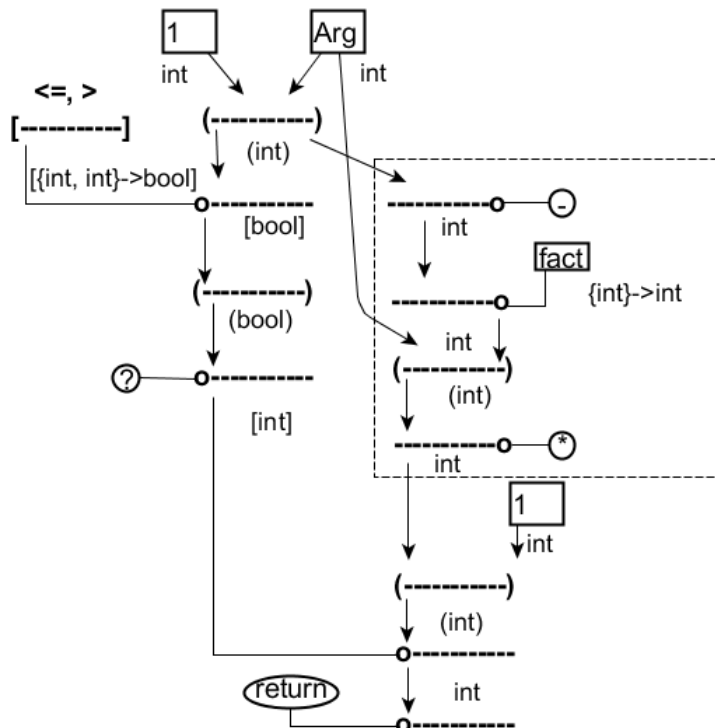 1
Arg
int
int
<=, >
[-----------]
(-----------)
(int)
[{int, int}->bool]
o-----------
[bool]
-----------o
-
int
fact
{int}->int
(-----------)
(bool)
-----------o
int
(-----------)
(int)
?
o-----------
[int]
-----------o
*
int
1
int
(-----------)
(int)
o-----------
int
return
o-----------